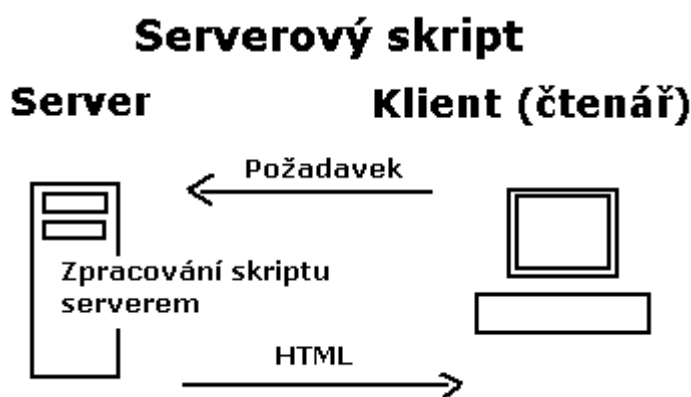 Serverový skript
Server
Klient (čtenář)
Požadavek
Zpracování skriptu
serverem
HTML